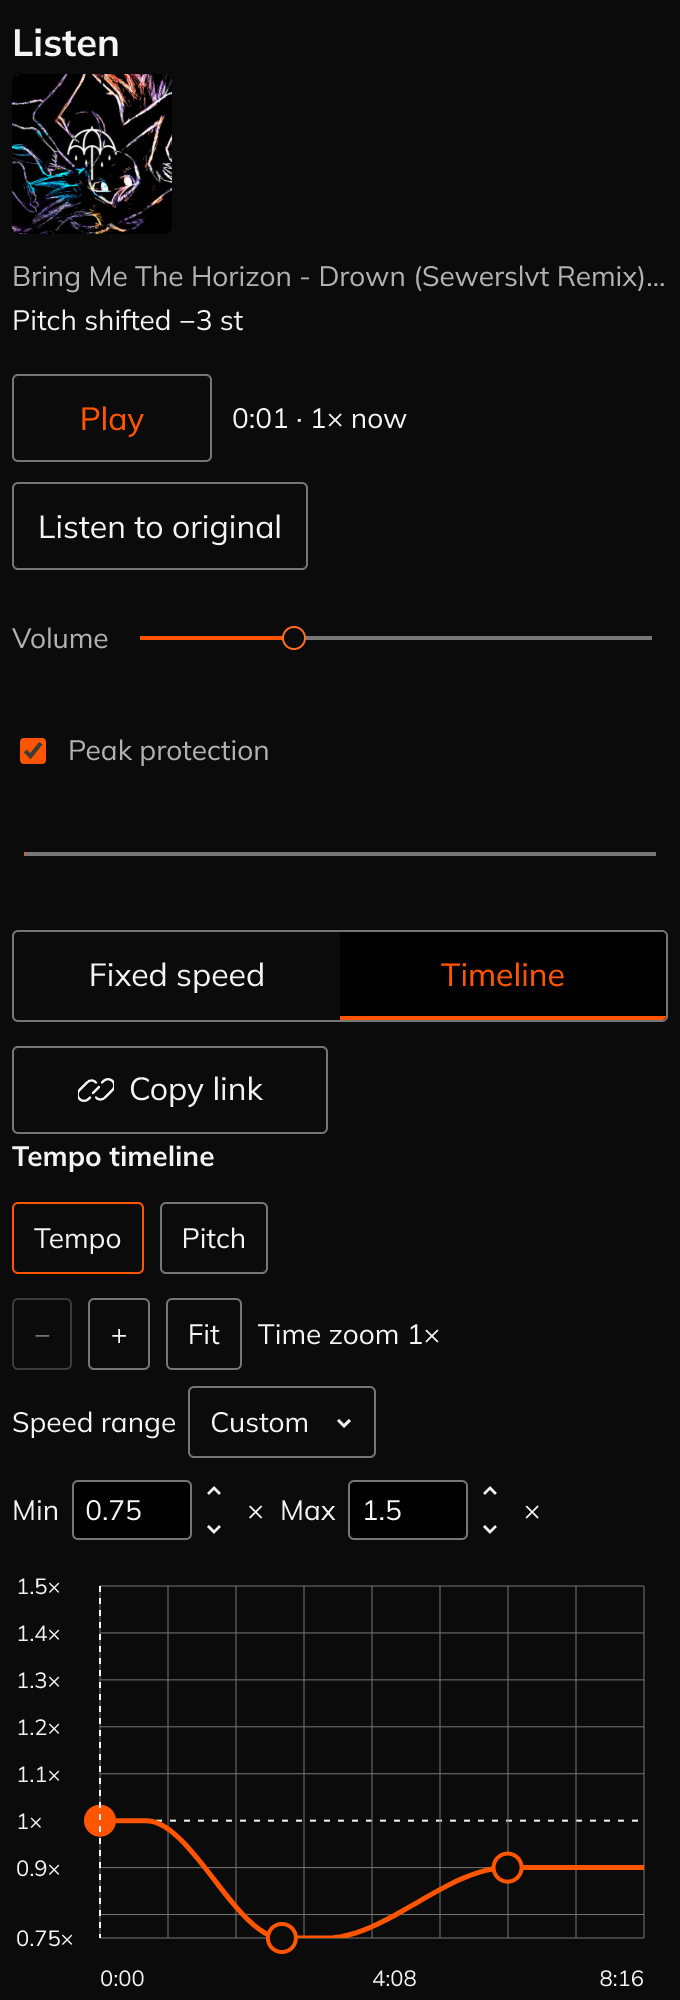 Listen
Bring Me The Horizon - Drown (Sewerslvt Remix)...
Pitch shifted −3 st
Play
0:01 · 1× now
Listen to original
Volume
Peak protection
Fixed speed
Timeline
Copy link
Tempo timeline
Tempo
Pitch
−
+
Fit
Time zoom 1×
Speed range
Custom
Min 0.75 × Max 1.5 ×
1.5×
1.4×
1.3×
1.2×
1.1×
1×
0.9×
0.75×
0:00
4:08
8:16